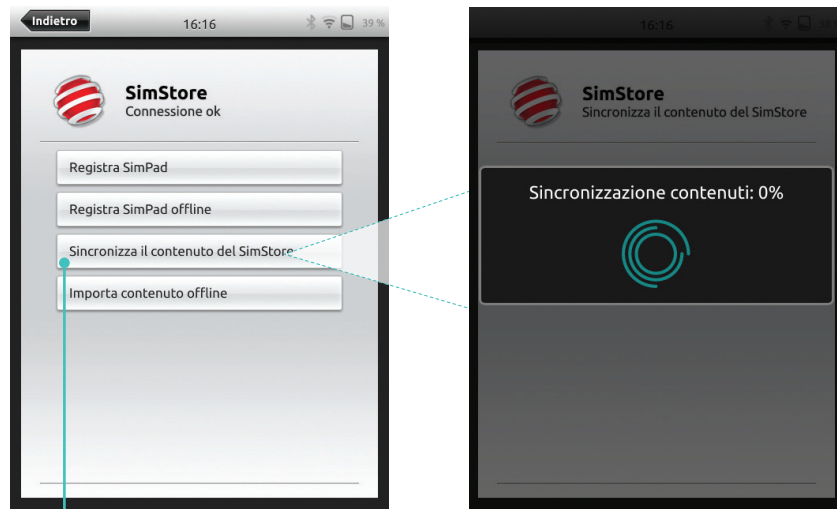 Indietro
16:16
39 %
SimStore
Connessione ok
Registra SimPad
Registra SimPad offline
Sincronizza il contenuto del SimStore
Importa contenuto offline
16:16
SimStore
Sincronizza il contenuto del SimStore
Sincronizzazione contenuti: 0%